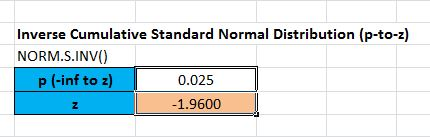 Inverse Cumulative Standard Normal Distribution (p-to-z)
NORM.S.INV()
p (-inf to z) 0.025
z -1.9600